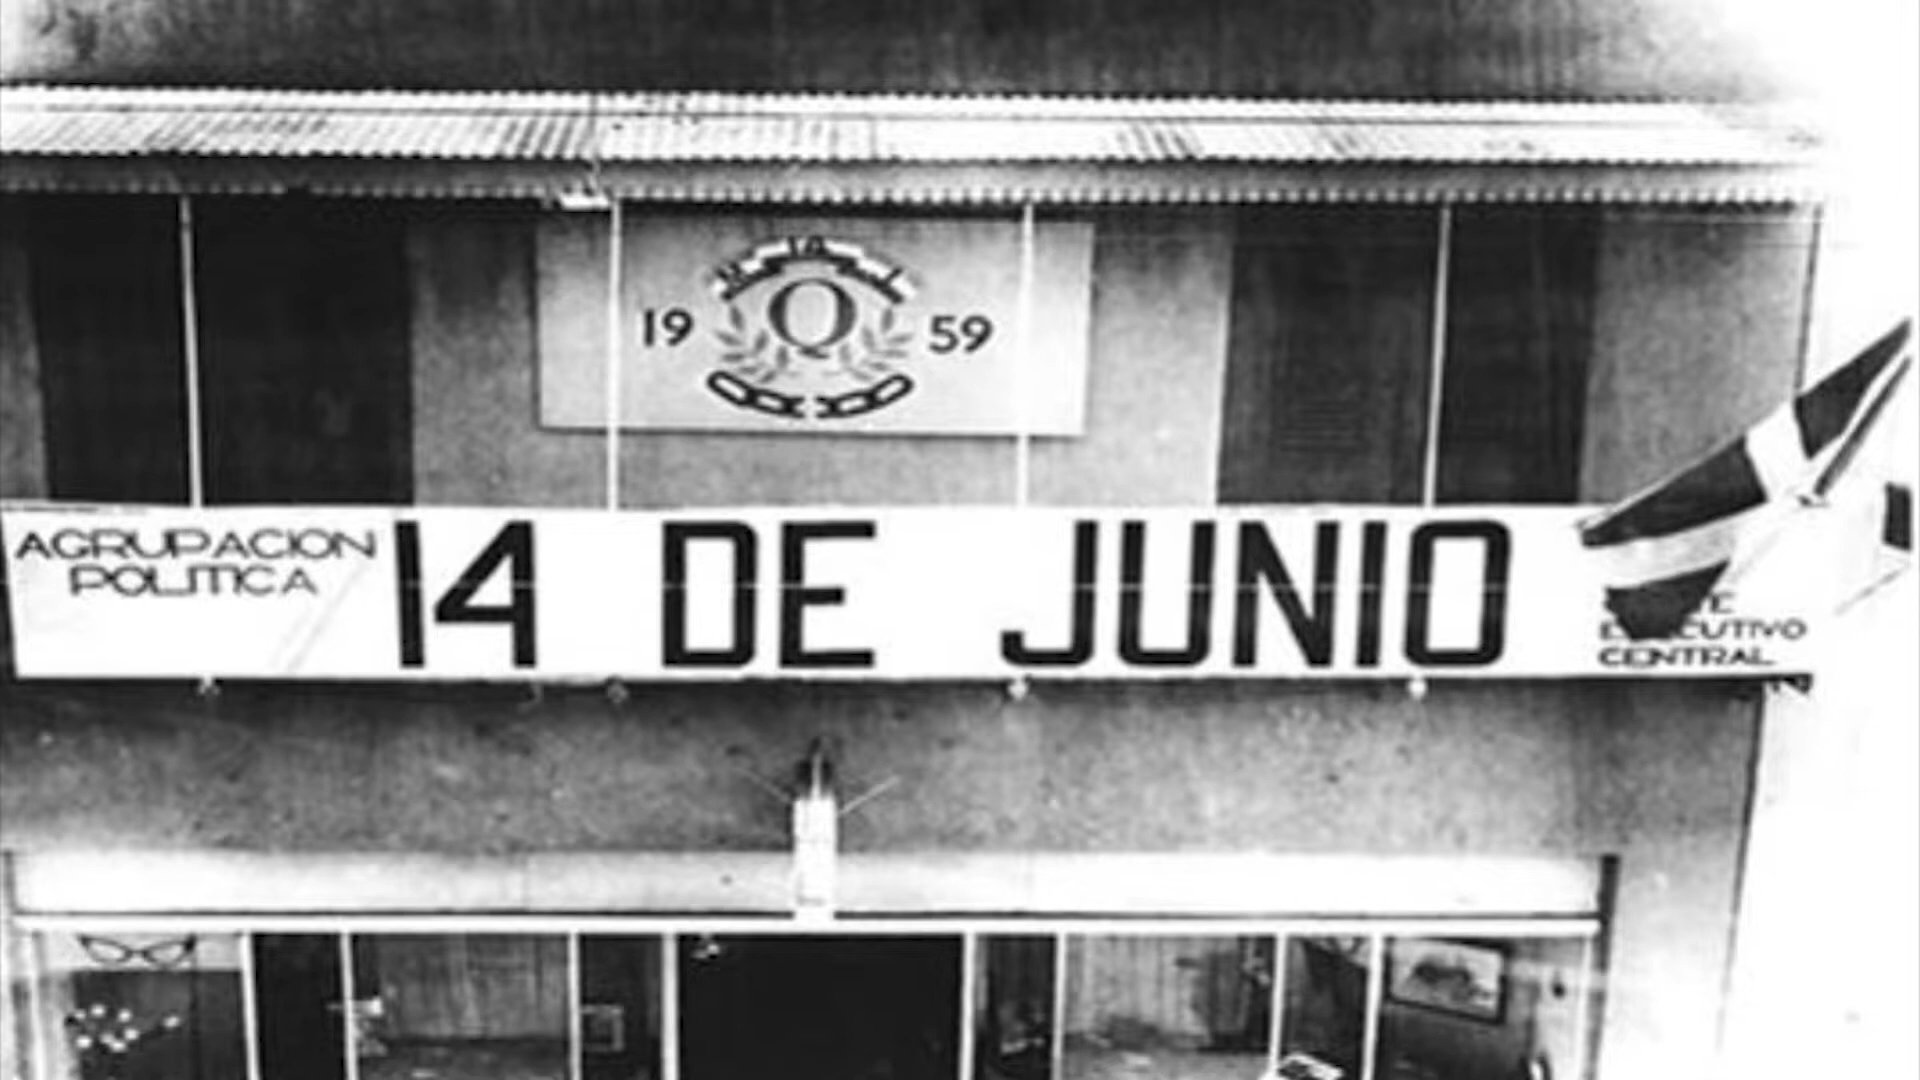 19 Q 59
AGRUPACION
POLITICA
14 DE JUNIO
EJECUTIVO
CENTRAL